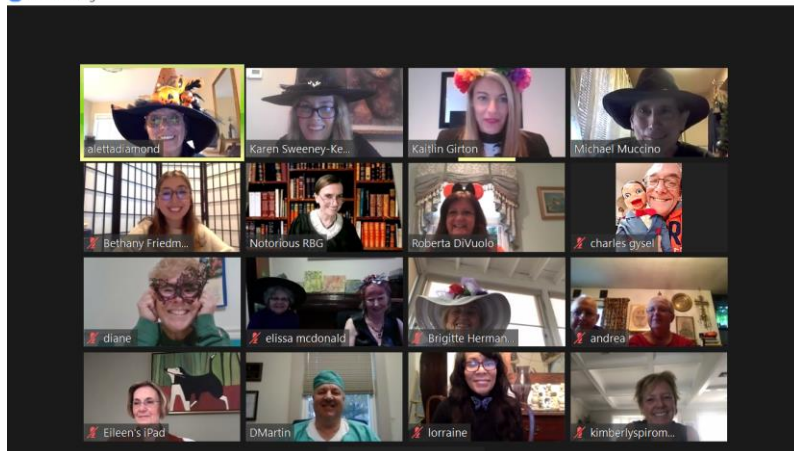 alettadiamond
Karen Sweeney-Ke...
Kaitlin Girton
Michael Muccino
Bethany Friedm...
Notorious RBG
Roberta DiVuolo
charles gysel
diane
elissa mcdonald
Brigitte Herman...
andrea
Eileen's iPad
DMartin
lorraine
kimberlyspirom...